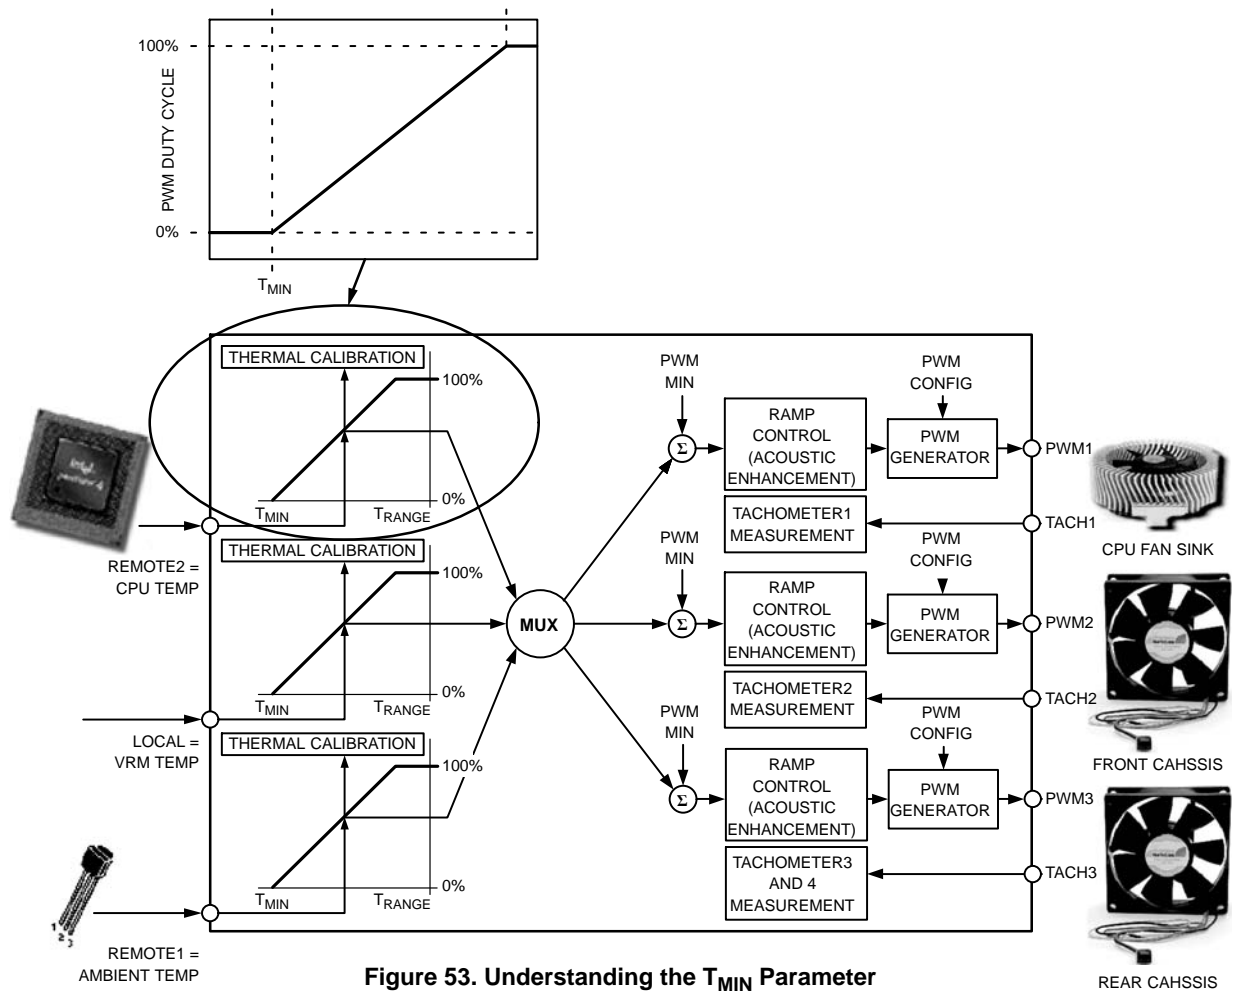 100%
PWM DUTY CYCLE
0%
TMIN
THERMAL CALIBRATION
100%
0%
TMIN
TRANGE
REMOTE2 =
CPU TEMP
THERMAL CALIBRATION
100%
0%
TMIN
TRANGE
LOCAL =
VRM TEMP
THERMAL CALIBRATION
100%
0%
TMIN
TRANGE
REMOTE1 =
AMBIENT TEMP
1
2
3
MUX
PWM
MIN
Σ
RAMP
CONTROL
(ACOUSTIC
ENHANCEMENT)
PWM
CONFIG
PWM
GENERATOR
PWM1
TACHOMETER1
MEASUREMENT
TACH1
CPU FAN SINK
PWM
MIN
Σ
RAMP
CONTROL
(ACOUSTIC
ENHANCEMENT)
PWM
CONFIG
PWM
GENERATOR
PWM2
TACHOMETER2
MEASUREMENT
TACH2
FRONT CAHSSIS
PWM
MIN
Σ
RAMP
CONTROL
(ACOUSTIC
ENHANCEMENT)
PWM
CONFIG
PWM
GENERATOR
PWM3
TACHOMETER3
AND 4
MEASUREMENT
TACH3
REAR CAHSSIS
Figure 53. Understanding the TMIN Parameter